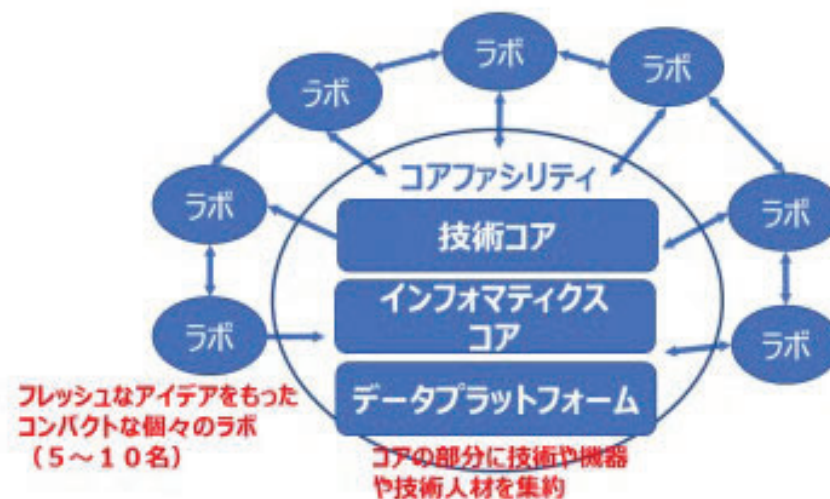 ラボ
ラボ
ラボ
ラボ
ラボ
ラボ
ラボ
コアファシリティ
技術コア
インフォマティクス
コア
データプラットフォーム
フレッシュなアイデアをもった
コンパクトな個々のラボ
（５～１０名）
コアの部分に技術や機器
や技術人材を集約